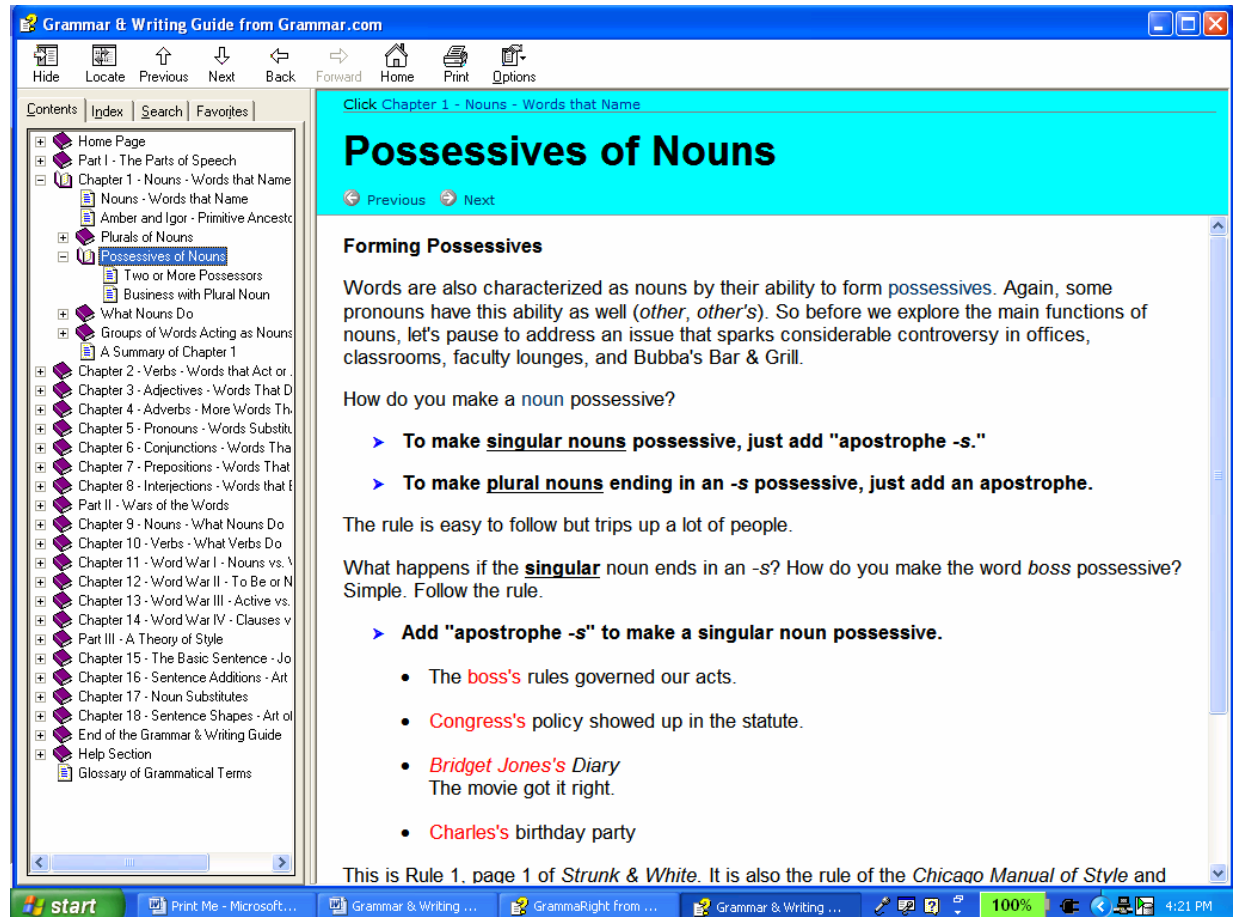 Grammar & Writing Guide from Grammar.com
Hide Locate Previous Next Back Forward Home Print Options
Contents Index Search Favorites
Home Page
Part I - The Parts of Speech
Chapter 1 - Nouns - Words that Name
Nouns - Words that Name
Amber and Igor - Primitive Ancesto
Plurals of Nouns
Possessives of Nouns
Two or More Possessors
Business with Plural Noun
What Nouns Do
Groups of Words Acting as Nouns
A Summary of Chapter 1
Chapter 2 - Verbs - Words that Act or .
Chapter 3 - Adjectives - Words That D
Chapter 4 - Adverbs - More Words Th
Chapter 5 - Pronouns - Words Substitu
Chapter 6 - Conjunctions - Words Tha
Chapter 7 - Prepositions - Words That
Chapter 8 - Interjections - Words that E
Part II - Wars of the Words
Chapter 9 - Nouns - What Nouns Do
Chapter 10 - Verbs - What Verbs Do
Chapter 11 - Word War I - Nouns vs. V
Chapter 12 - Word War II - To Be or N
Chapter 13 - Word War III - Active vs.
Chapter 14 - Word War IV - Clauses v
Part III - A Theory of Style
Chapter 15 - The Basic Sentence - Jo
Chapter 16 - Sentence Additions - Art
Chapter 17 - Noun Substitutes
Chapter 18 - Sentence Shapes - Art of
End of the Grammar & Writing Guide
Help Section
Glossary of Grammatical Terms
Click Chapter 1 - Nouns - Words that Name
Possessives of Nouns
Previous Next
Forming Possessives
Words are also characterized as nouns by their ability to form possessives. Again, some
pronouns have this ability as well (other, other's). So before we explore the main functions of
nouns, let's pause to address an issue that sparks considerable controversy in offices,
classrooms, faculty lounges, and Bubba's Bar & Grill.
How do you make a noun possessive?
➤ To make singular nouns possessive, just add "apostrophe -s."
➤ To make plural nouns ending in an -s possessive, just add an apostrophe.
The rule is easy to follow but trips up a lot of people.
What happens if the singular noun ends in an -s? How do you make the word boss possessive?
Simple. Follow the rule.
➤ Add "apostrophe -s" to make a singular noun possessive.
• The boss's rules governed our acts.
• Congress's policy showed up in the statute.
• Bridget Jones's Diary
The movie got it right.
• Charles's birthday party
This is Rule 1, page 1 of Strunk & White. It is also the rule of the Chicago Manual of Style and
start Print Me - Microsoft... Grammar & Writing ... GrammaRight from ... Grammar & Writing ... 100% 4:21 PM